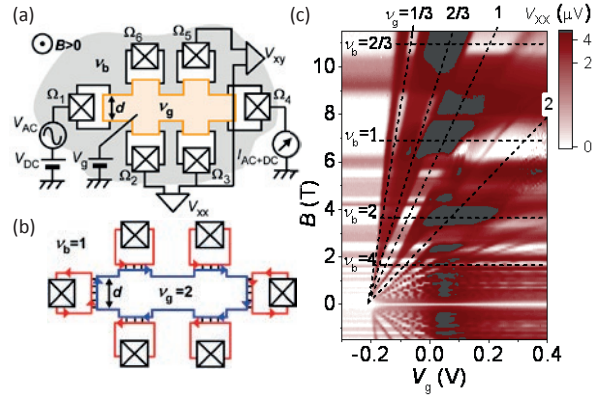 (a)
B>0
Ω6
Ω5
νb
Vxy
Ω1
d
νg
Ω4
VAC
VDC
Vg
Ω2
Ω3
IAC+DC
Vxx
(b)
νb=1
d
νg=2
(c)
νg=1/3
2/3
1
VXX (μV)
4
2
0
2
νb=2/3
νb=1
νb=2
νb=4
B (T)
10
8
6
4
2
0
-0.2
0.0
0.2
0.4
Vg (V)